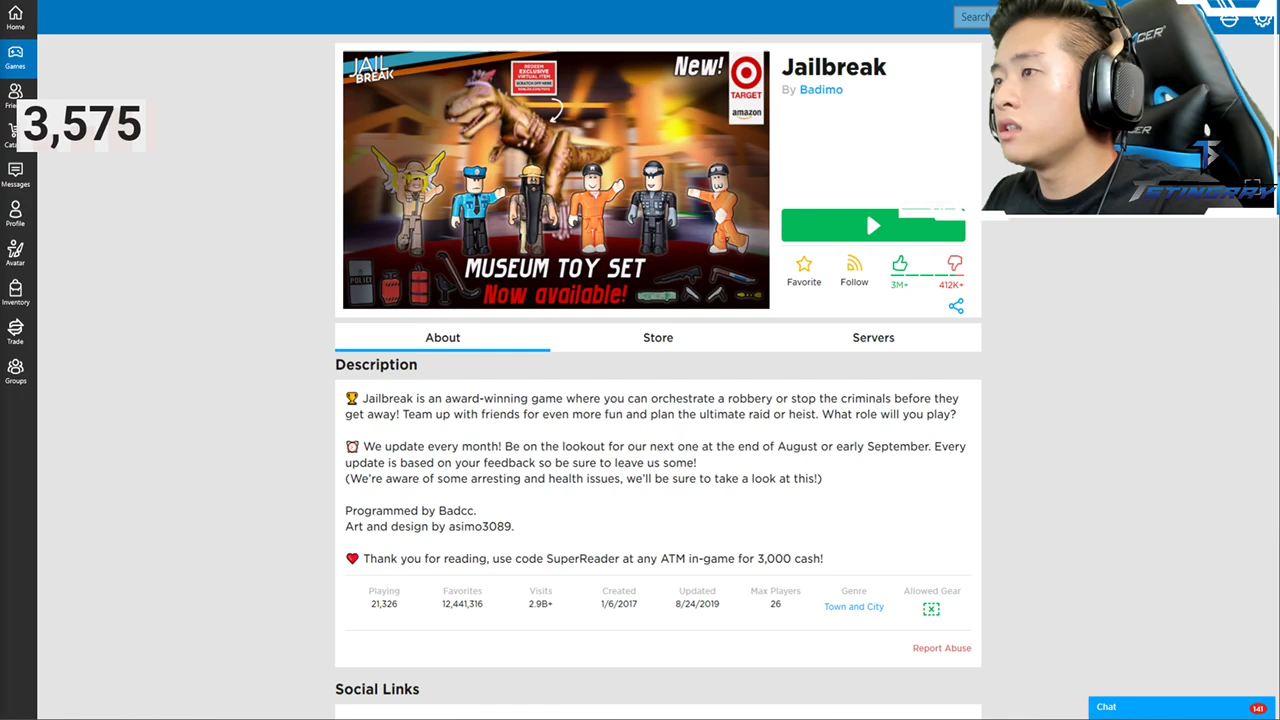 Home
Games
3,575
Messages
Profile
Avatar
Inventory
Trade
Groups
Search
JAIL
BREAK
REDEEM
EXCLUSIVE
VIRTUAL ITEM
New!
TARGET
amazon
POLICE
MUSEUM TOY SET
Now available!
Jailbreak
By Badimo
Favorite
Follow
3M+
412K+
TS
TSTINGRAY
About
Store
Servers
Description
🏆 Jailbreak is an award-winning game where you can orchestrate a robbery or stop the criminals before they
get away! Team up with friends for even more fun and plan the ultimate raid or heist. What role will you play?
⏰ We update every month! Be on the lookout for our next one at the end of August or early September. Every
update is based on your feedback so be sure to leave us some!
(We're aware of some arresting and health issues, we'll be sure to take a look at this!)
Programmed by Badcc.
Art and design by asimo3089.
❤️ Thank you for reading, use code SuperReader at any ATM in-game for 3,000 cash!
Playing Favorites Visits Created Updated Max Players Genre Allowed Gear
21,326 12,441,316 2.9B+ 1/6/2017 8/24/2019 26 Town and City
Report Abuse
Social Links
Chat
141